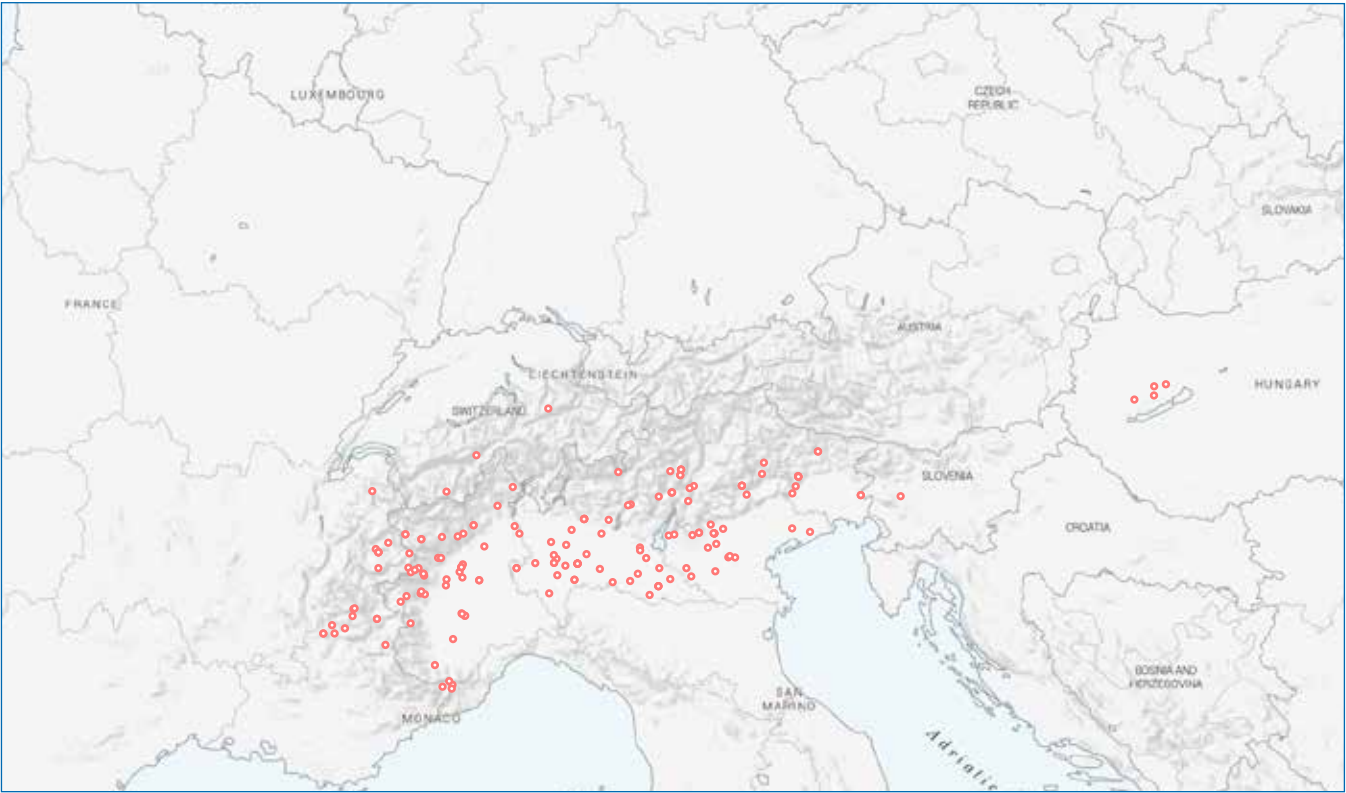 LUXEMBOURG
CZECH
REPUBLIC
SLOVAKIA
FRANCE
AUSTRIA
LIECHTENSTEIN
HUNGARY
SWITZERLAND
SLOVENIA
CROATIA
BOSNIA AND
HERZEGOVINA
SAN
MARINO
MONACO
Adriatic